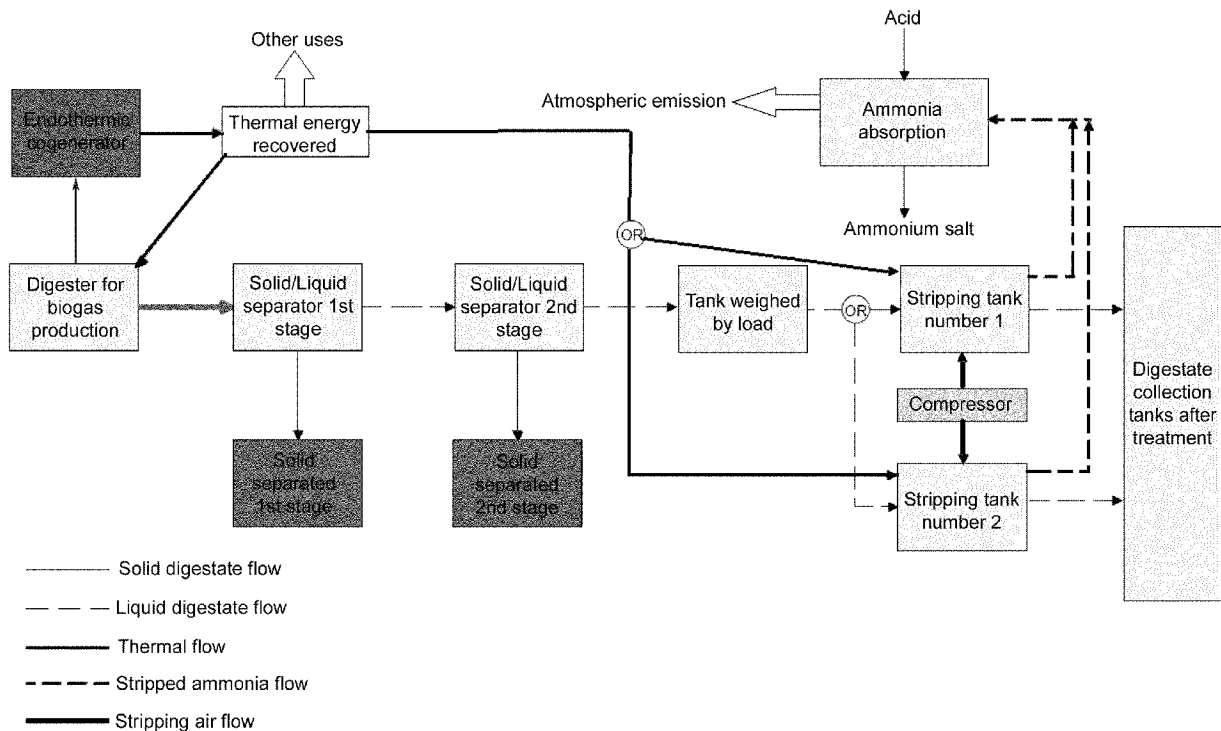 Acid
Other uses
Atmospheric emission
Ammonia
absorption
Endothermic
cogenerator
Thermal energy
recovered
Ammonium salt
OR
Digester for
biogas
production
Solid/Liquid
separator 1st
stage
Solid/Liquid
separator 2nd
stage
Tank weighed
by load
OR
Stripping tank
number 1
Compressor
Digestate
collection
tanks after
treatment
Solid
separated
1st stage
Solid
separated
2nd stage
Stripping tank
number 2
Solid digestate flow
Liquid digestate flow
Thermal flow
Stripped ammonia flow
Stripping air flow